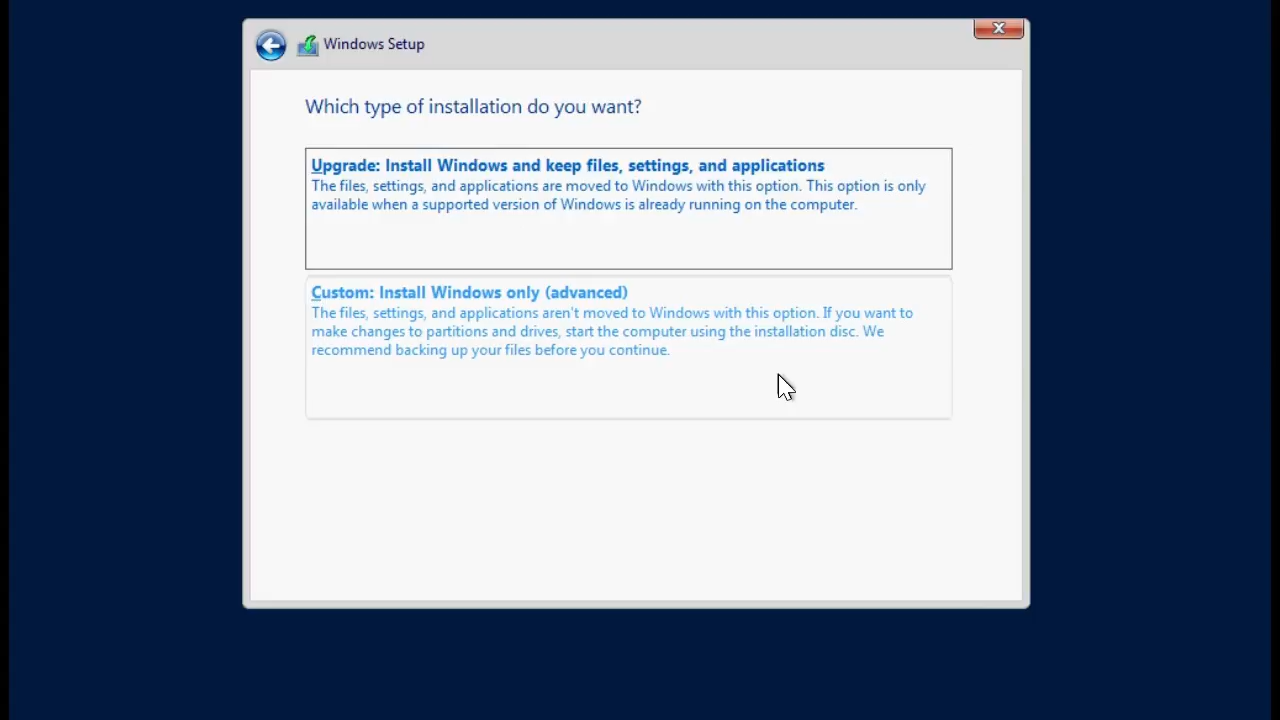 Windows Setup
Which type of installation do you want?
Upgrade: Install Windows and keep files, settings, and applications
The files, settings, and applications are moved to Windows with this option. This option is only
available when a supported version of Windows is already running on the computer.
Custom: Install Windows only (advanced)
The files, settings, and applications aren't moved to Windows with this option. If you want to
make changes to partitions and drives, start the computer using the installation disc. We
recommend backing up your files before you continue.